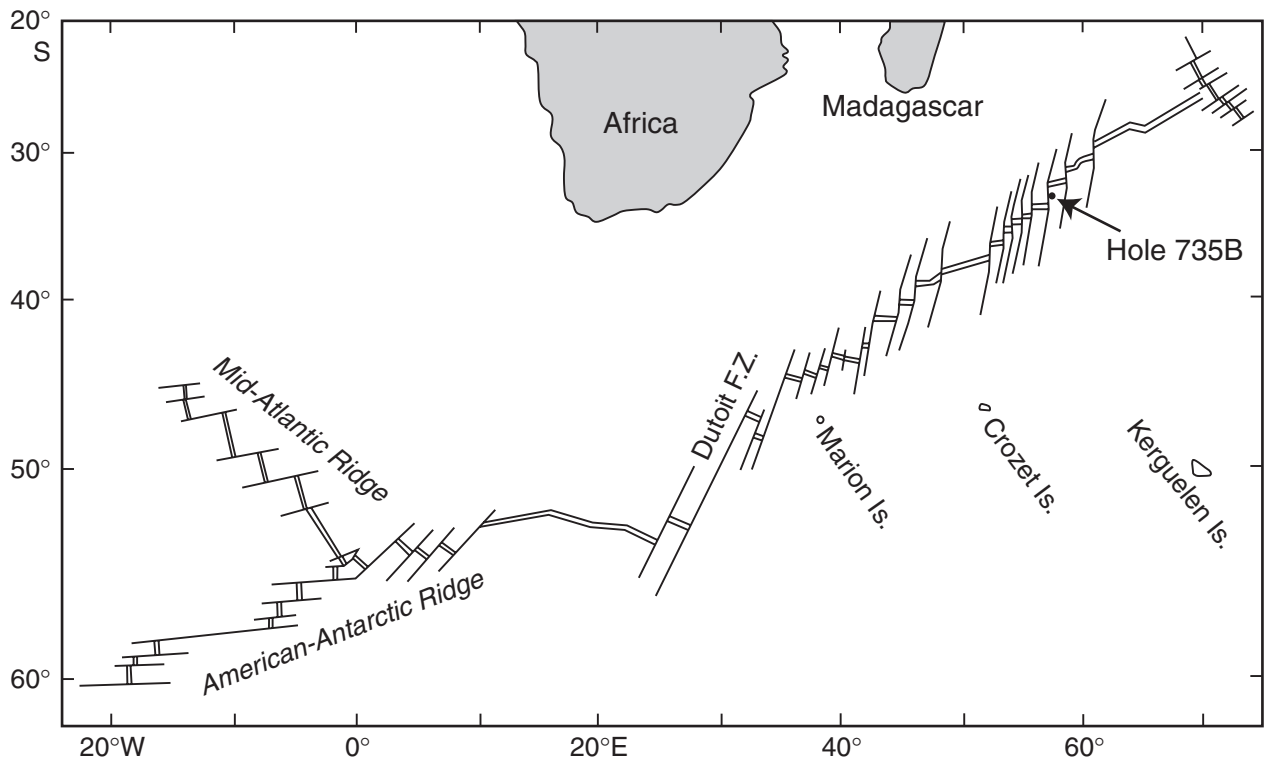 20°
S
Africa
Madagascar
30°
Hole 735B
40°
Mid-Atlantic Ridge
Dutoit F.Z.
50°
Marion Is.
Crozet Is.
Kerguelen Is.
American-Antarctic Ridge
60°
20°W
0°
20°E
40°
60°